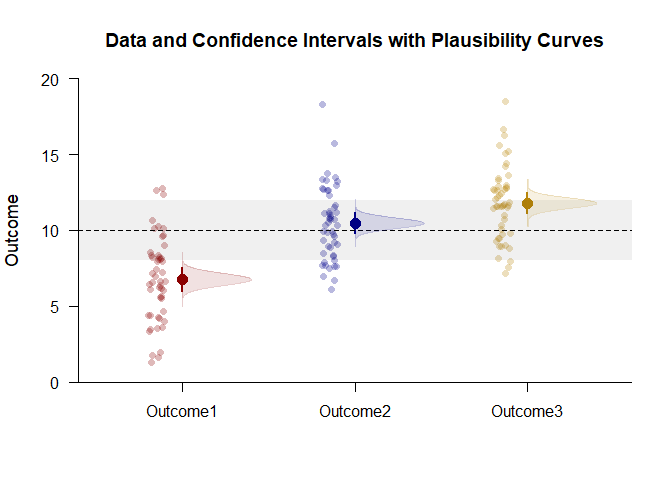 Data and Confidence Intervals with Plausibility Curves
Outcome
20
15
10
5
0
Outcome1 Outcome2 Outcome3